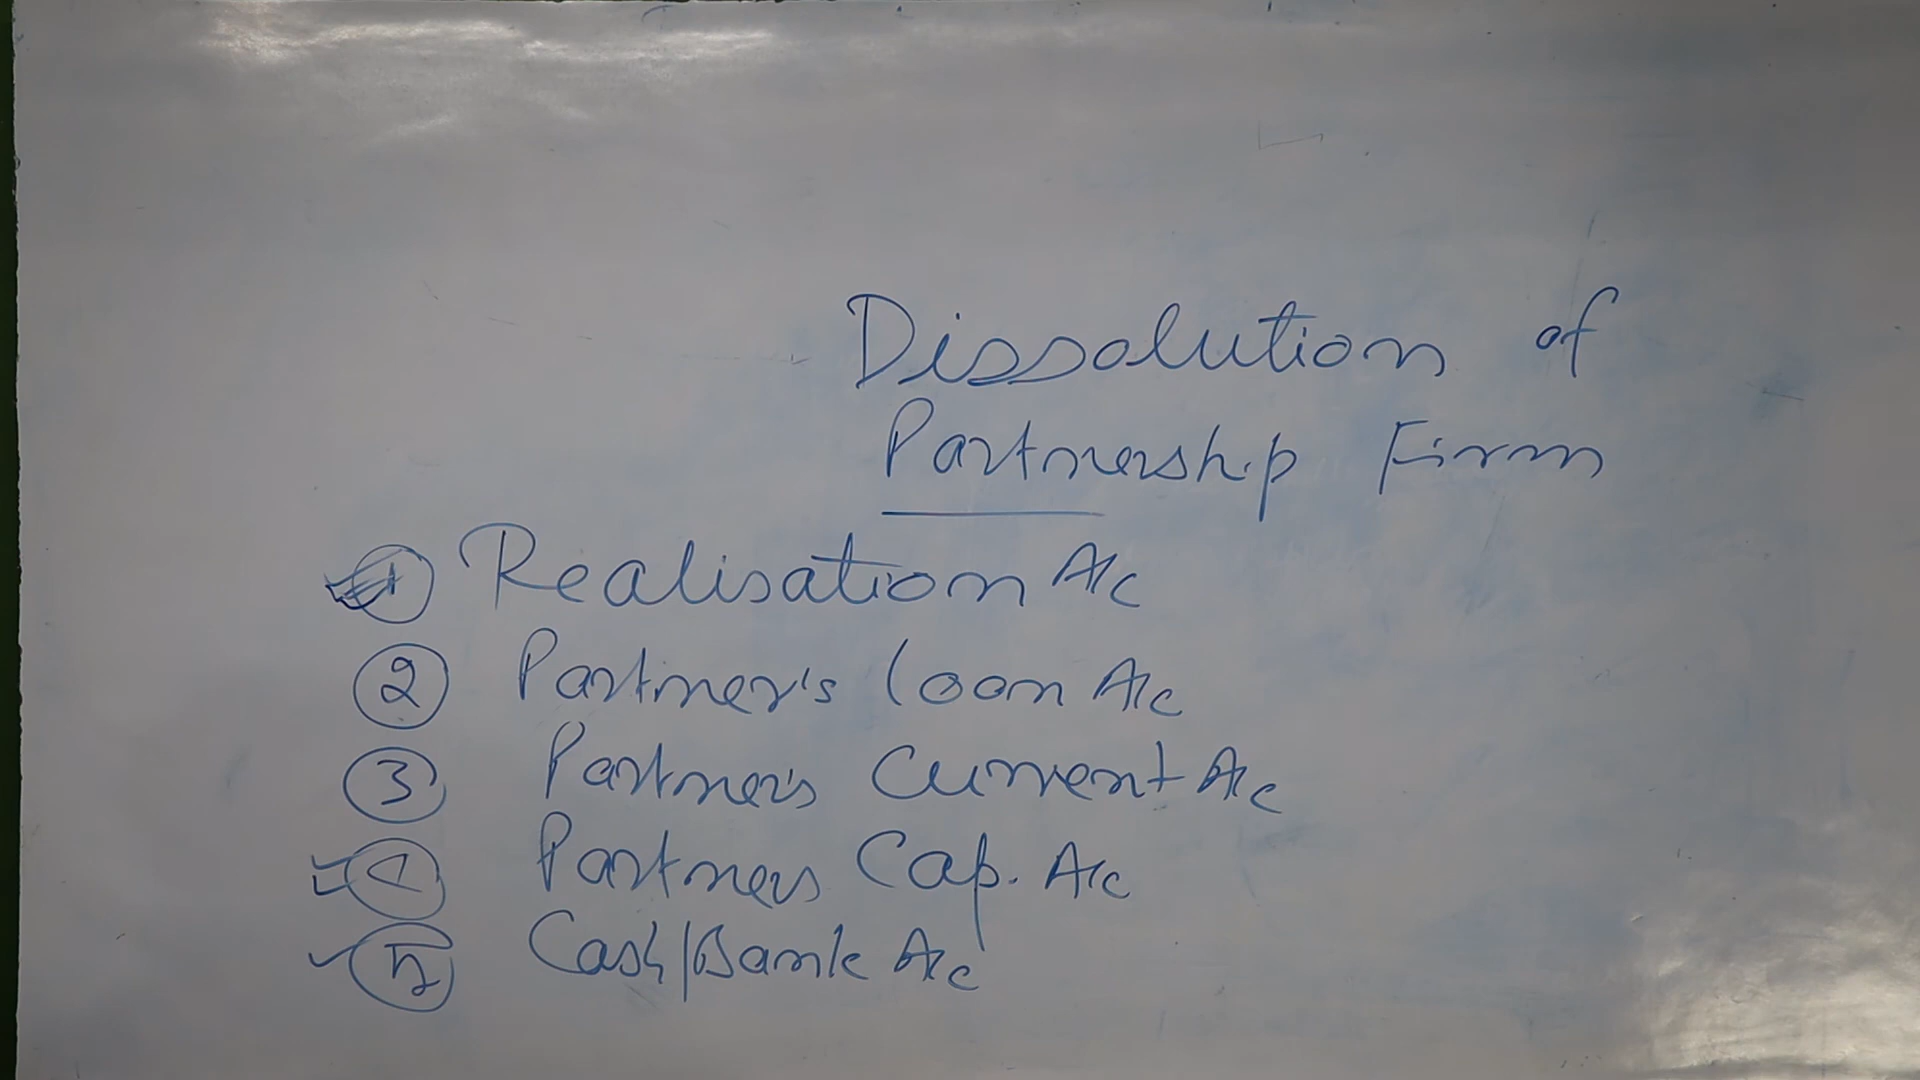 Dissolution of
Partnership Firm
1 Realisation A/c
2 Partner's loan A/c
3 Partner's Current A/c
4 Partners Cap. A/c
5 Cash/Bank A/c